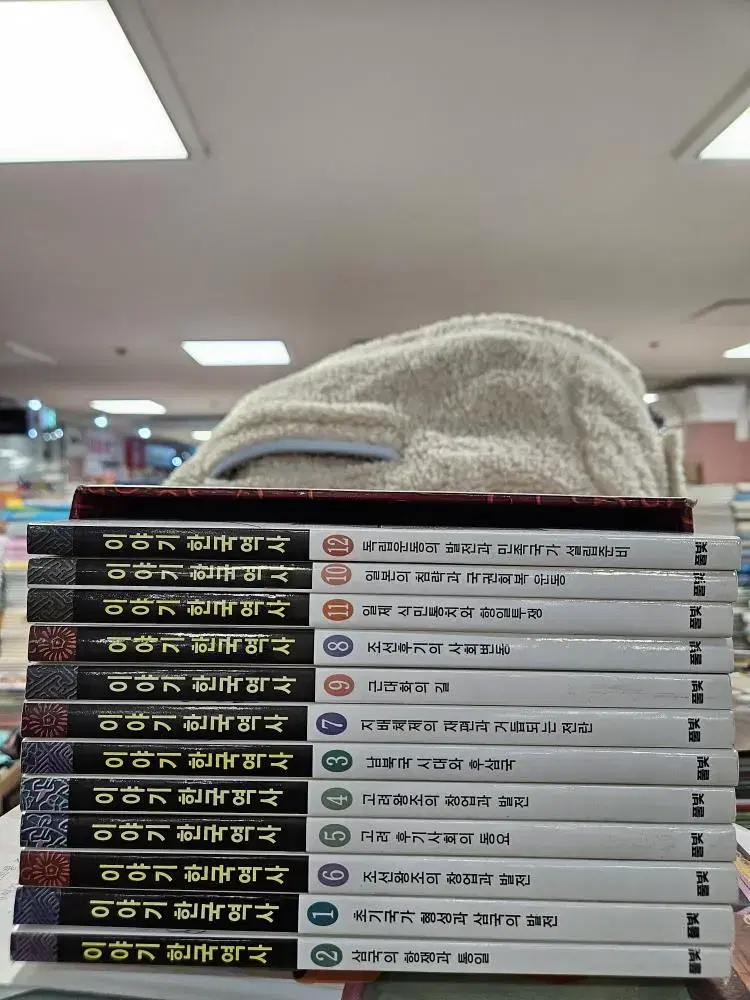 이야기 한국역사 12 독립운동의 발전과 민족국가 설립준비 풀빛
이야기 한국역사 10 일본의 침략과 국권회복 운동 풀빛
이야기 한국역사 11 일제 식민통치와 항일투쟁 풀빛
이야기 한국역사 8 조선후기의 사회변동 풀빛
이야기 한국역사 9 근대화의 길 풀빛
이야기 한국역사 7 지배체제의 재편과 거듭되는 전란 풀빛
이야기 한국역사 3 남북국 시대와 후삼국 풀빛
이야기 한국역사 4 고려왕조의 창업과 발전 풀빛
이야기 한국역사 5 고려 후기사회의 동요 풀빛
이야기 한국역사 6 조선왕조의 창업과 발전 풀빛
이야기 한국역사 1 초기국가 형성과 삼국의 발전 풀빛
이야기 한국역사 2 삼국의 항쟁과 통일 풀빛